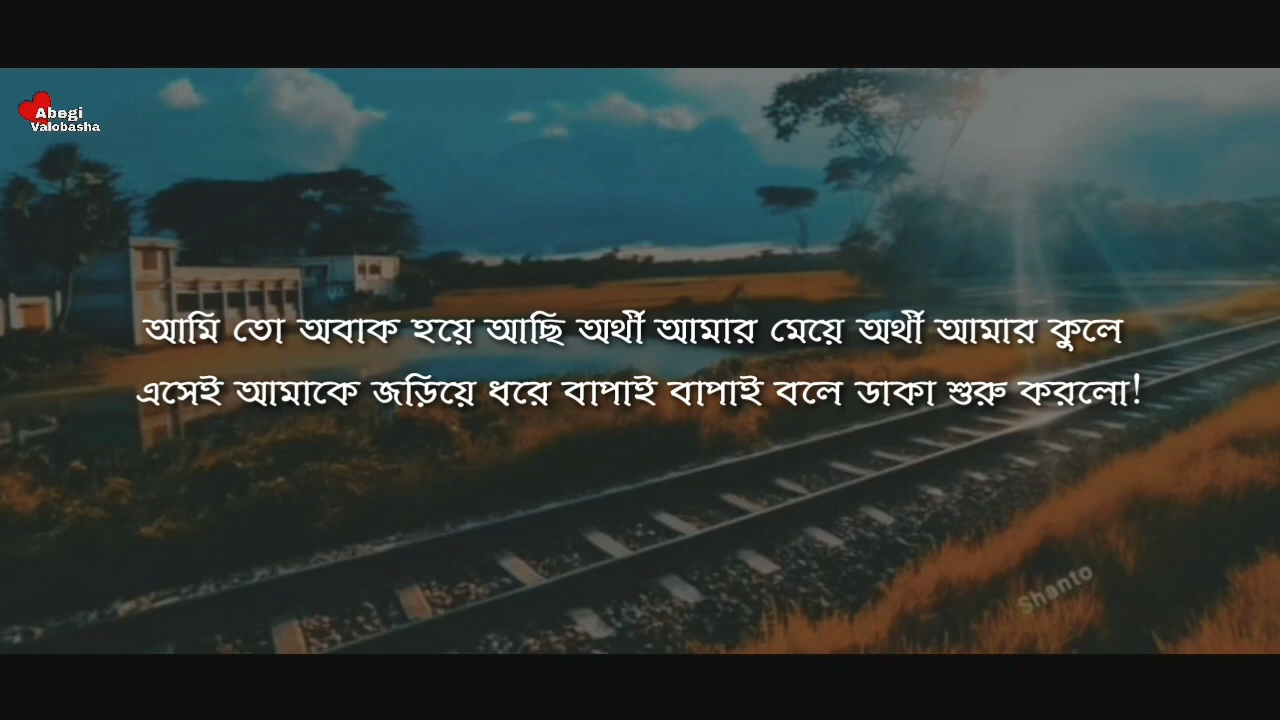 Abegi
Valobasha
আমি তো অবাক হয়ে আছি অর্থী আমার মেয়ে অর্থী আমার কুলে
এসেই আমাকে জড়িয়ে ধরে বাপাই বাপাই বলে ডাকা শুরু করলো!
Shanto